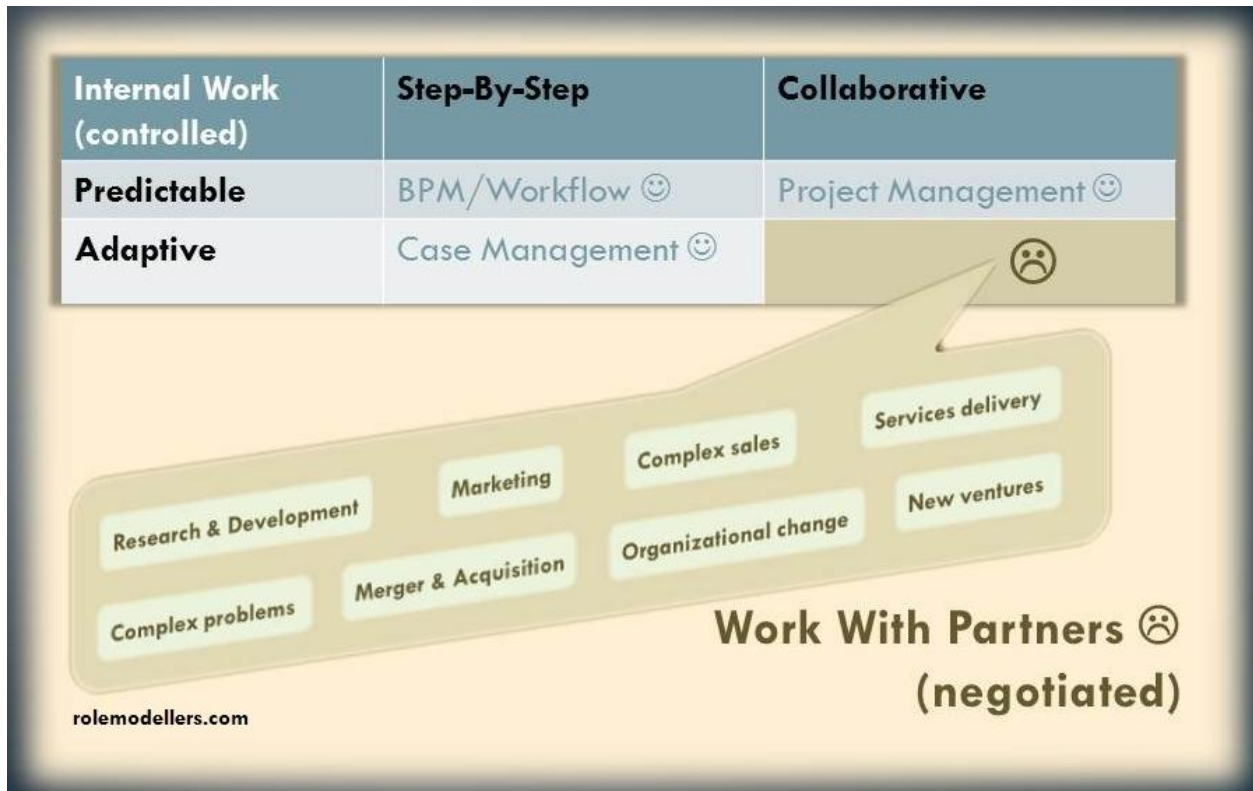 Internal Work
(controlled)
Step-By-Step
Collaborative
Predictable
BPM/Workflow ☺
Project Management ☺
Adaptive
Case Management ☺
☹
Services delivery
Complex sales
Marketing
Research & Development
New ventures
Organizational change
Merger & Acquisition
Complex problems
Work With Partners ☹
(negotiated)
rolemodellers.com